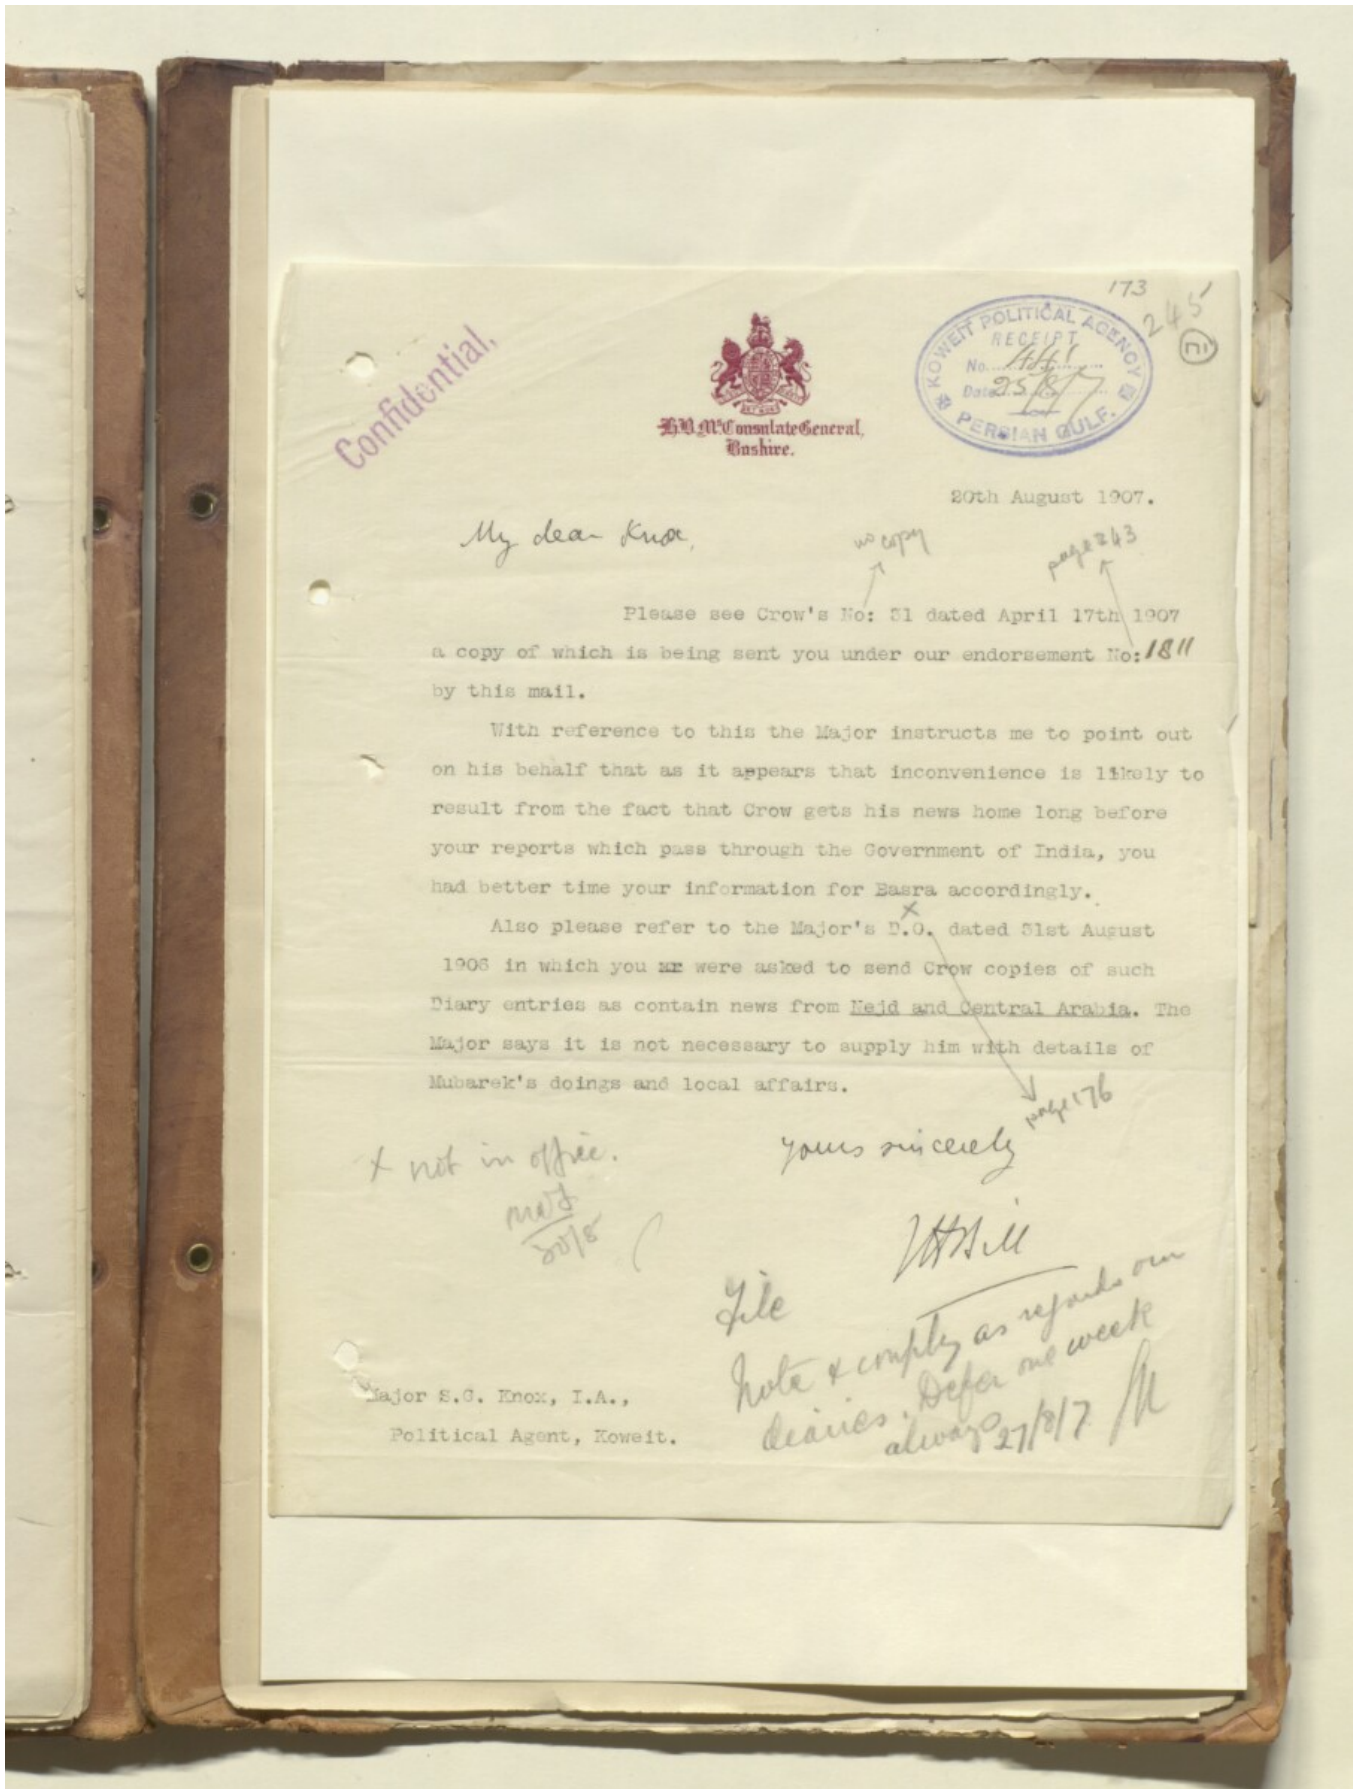 173
245
KOWEIT POLITICAL AGENCY
RECEIPT
No. 441
Date 25/8/7
PERSIAN GULF.
Confidential.
H.B.M's Consulate General,
Bushire.
20th August 1907.
My dear Knox,
no copy
page 243
Please see Crow's No: 31 dated April 17th 1907
a copy of which is being sent you under our endorsement No: 1811
by this mail.
With reference to this the Major instructs me to point out
on his behalf that as it appears that inconvenience is likely to
result from the fact that Crow gets his news home long before
your reports which pass through the Government of India, you
had better time your information for Basra accordingly.
X
Also please refer to the Major's D.O. dated 31st August
1906 in which you xr were asked to send Crow copies of such
Diary entries as contain news from Nejd and Central Arabia. The
Major says it is not necessary to supply him with details of
Mubarek's doings and local affairs.
page 176
Yours sincerely
x not in office.
File
Note & comply as regards our
diaries. Defer one week
always 27/8/7
Major S.G. Knox, I.A.,
Political Agent, Koweit.